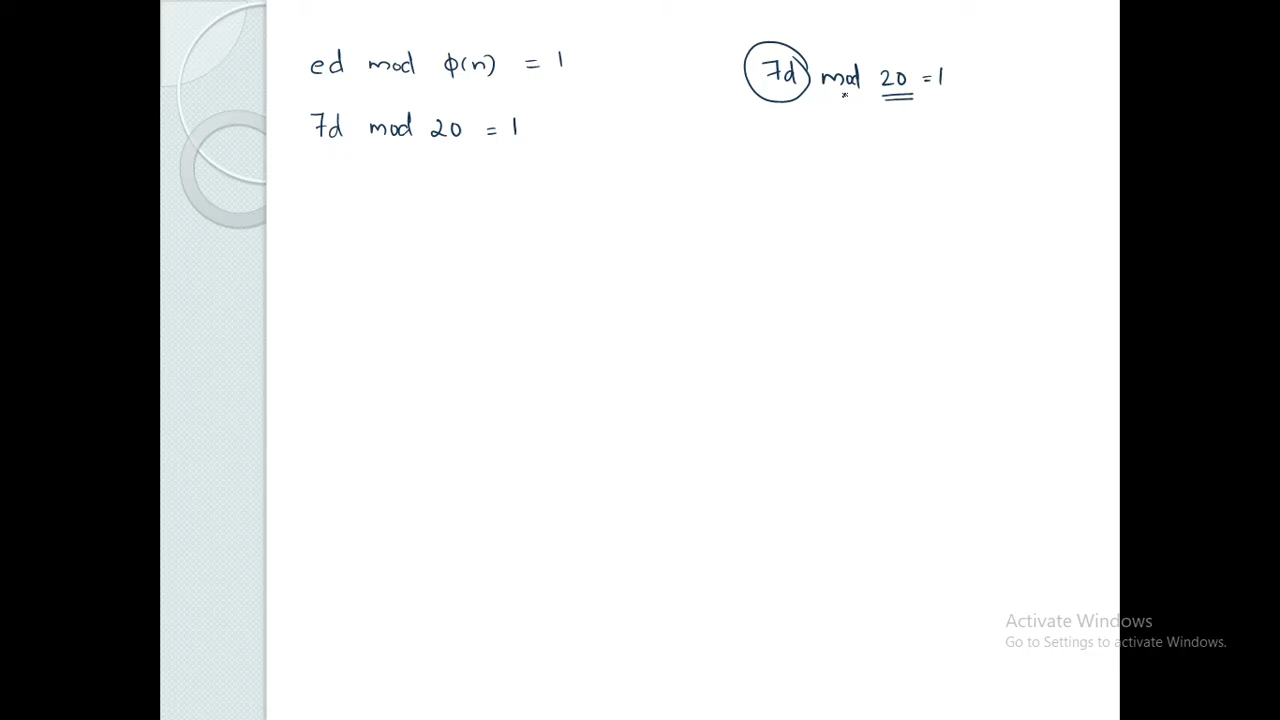 ed mod φ(n) = 1
7d mod 20 = 1
7d mod 20 = 1
Activate Windows
Go to Settings to activate Windows.